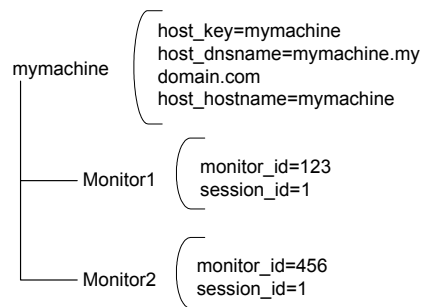 mymachine
host_key=mymachine
host_dnsname=mymachine.my
domain.com
host_hostname=mymachine
Monitor1
monitor_id=123
session_id=1
Monitor2
monitor_id=456
session_id=1